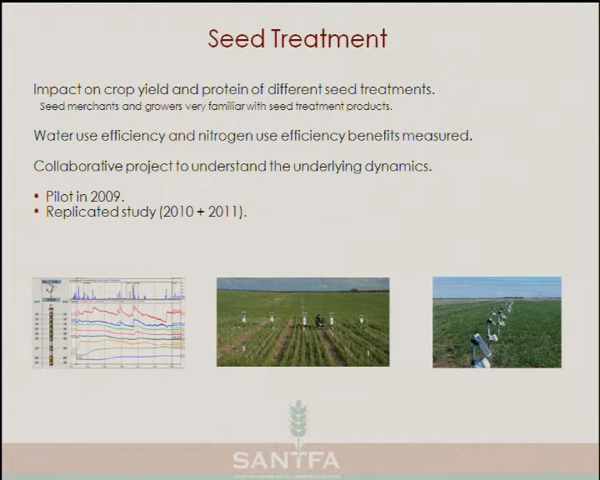 Seed Treatment
Impact on crop yield and protein of different seed treatments.
Seed merchants and growers very familiar with seed treatment products.
Water use efficiency and nitrogen use efficiency benefits measured.
Collaborative project to understand the underlying dynamics.
• Pilot in 2009.
• Replicated study (2010 + 2011).
SANTFA